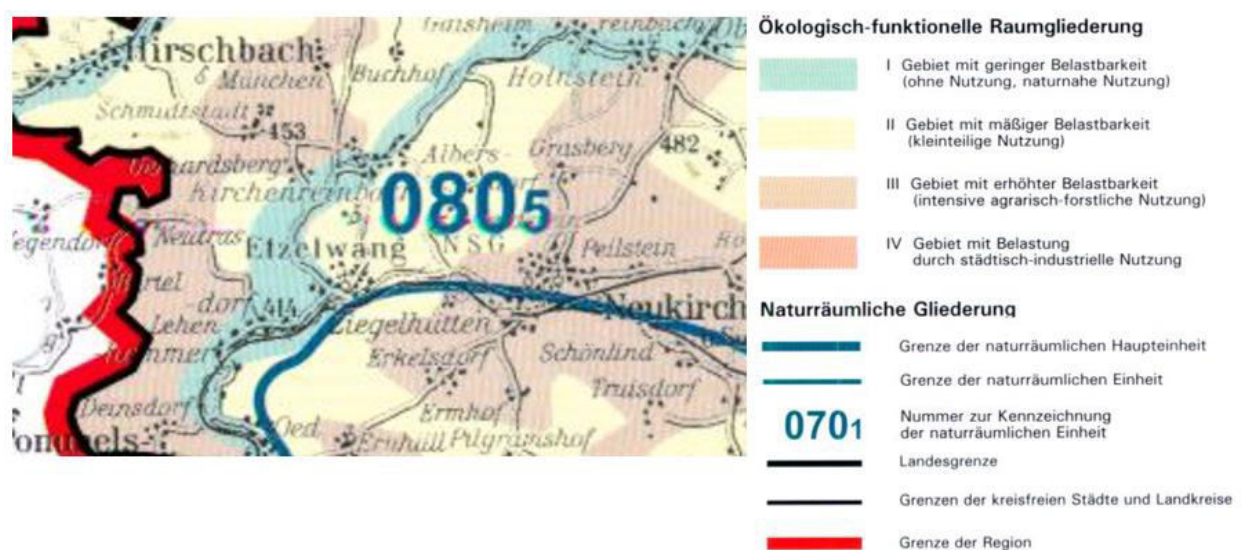 Hirschbach
München
Buchhof
Holnstein
Schmidtstadt
453
Albers-
Grasberg
482
Kirchenreinbach
0805
Neutras
Etzelwang
NSG
Peilstein
-dorf
414
Lehen
Ziegelhütten
Neukirch
Erkelsdorf
Schönlind
Truisdorf
Deinsdorf
Oed
Ermhof
Ernhüll
Pilgramshof
Ökologisch-funktionelle Raumgliederung
I Gebiet mit geringer Belastbarkeit
(ohne Nutzung, naturnahe Nutzung)
II Gebiet mit mäßiger Belastbarkeit
(kleinteilige Nutzung)
III Gebiet mit erhöhter Belastbarkeit
(intensive agrarisch-forstliche Nutzung)
IV Gebiet mit Belastung
durch städtisch-industrielle Nutzung
Naturräumliche Gliederung
Grenze der naturräumlichen Haupteinheit
Grenze der naturräumlichen Einheit
0701
Nummer zur Kennzeichnung
der naturräumlichen Einheit
Landesgrenze
Grenzen der kreisfreien Städte und Landkreise
Grenze der Region